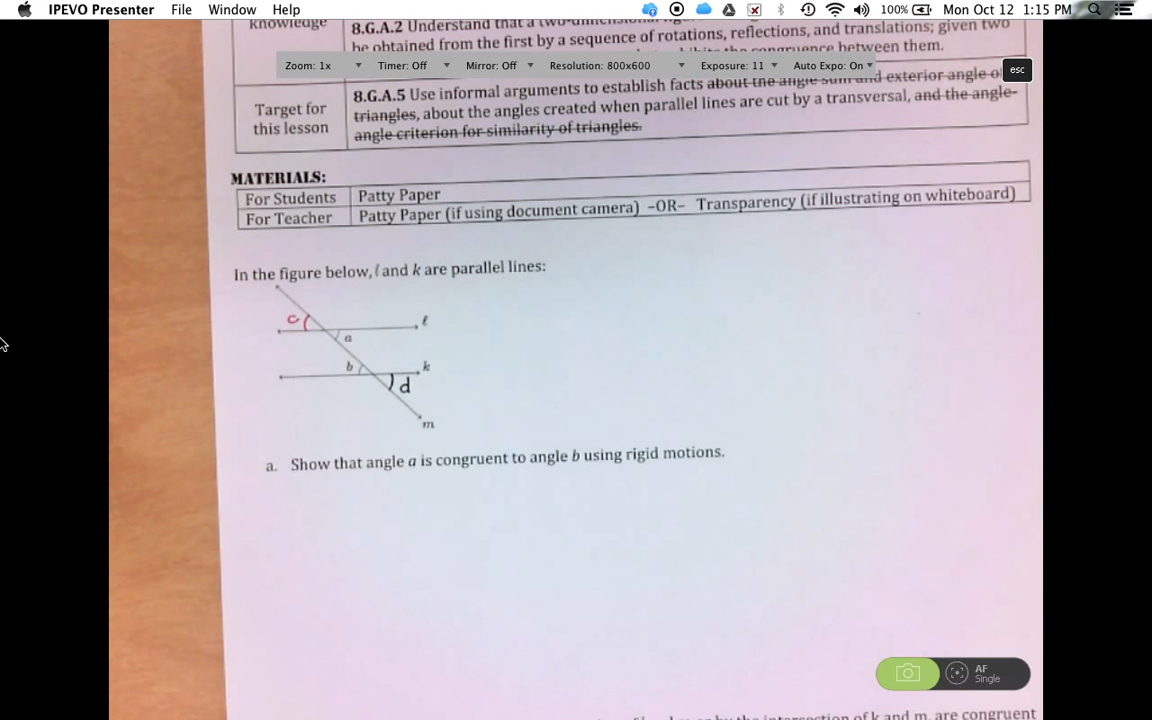 IPEVO Presenter File Window Help 100% Mon Oct 12 1:15 PM
knowledge
8.G.A.2 Understand that a two-dimensional
be obtained from the first by a sequence of rotations, reflections, and translations; given two
the congruence between them.
Zoom: 1x Timer: Off Mirror: Off Resolution: 800x600 Exposure: 11 Auto Expo: On esc
Target for
this lesson
8.G.A.5 Use informal arguments to establish facts about the angle sum and exterior angle
triangles, about the angles created when parallel lines are cut by a transversal, and the angle-
angle criterion for similarity of triangles.
MATERIALS:
For Students Patty Paper
For Teacher Patty Paper (if using document camera) -OR- Transparency (if illustrating on whiteboard)
In the figure below, ℓ and k are parallel lines:
c
ℓ
a
b
k
d
m
a. Show that angle a is congruent to angle b using rigid motions.
AF
Single
by the intersection of k and m, are congruent